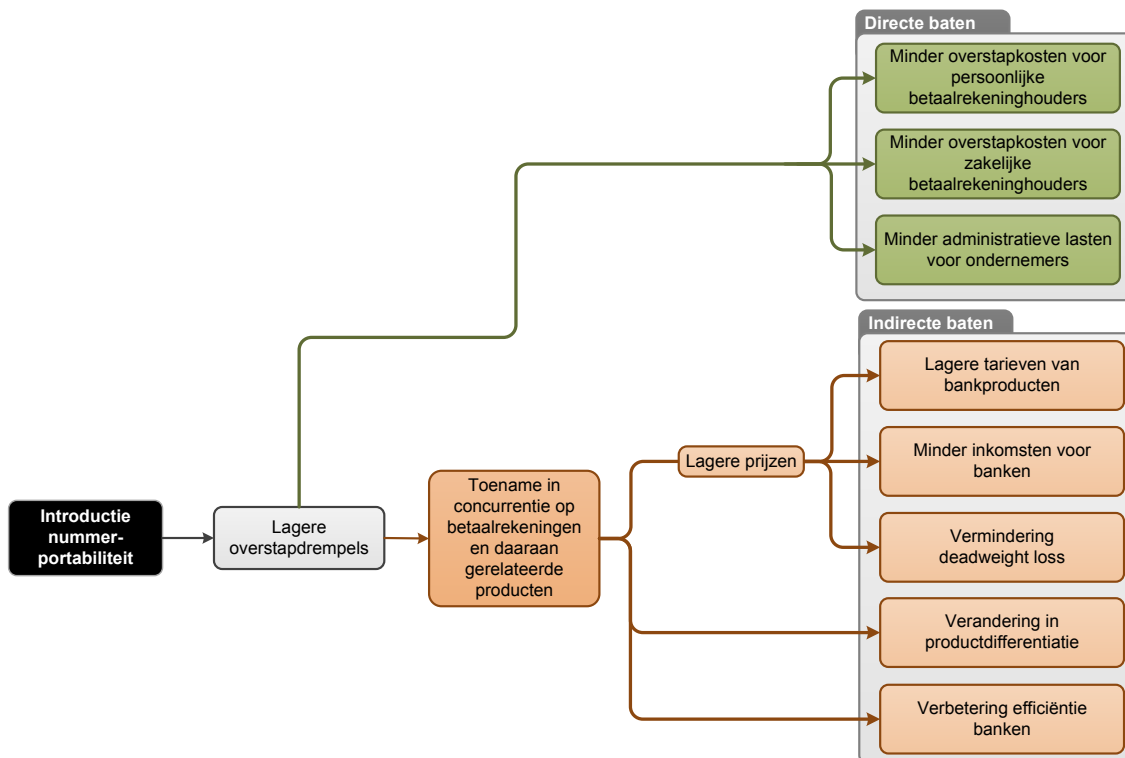 Directe baten
Minder overstapkosten voor
persoonlijke
betaalrekeninghouders
Minder overstapkosten voor
zakelijke
betaalrekeninghouders
Minder administratieve lasten
voor ondernemers
Indirecte baten
Lagere tarieven van
bankproducten
Lagere prijzen
Minder inkomsten voor
banken
Introductie
nummer-
portabiliteit
Lagere
overstapdrempels
Toename in
concurrentie op
betaalrekeningen
en daaraan
gerelateerde
producten
Vermindering
deadweight loss
Verandering in
productdifferentiatie
Verbetering efficiëntie
banken